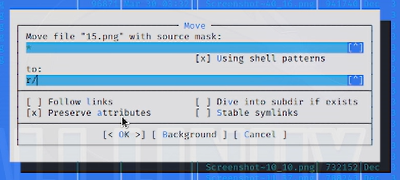 Move
Move file "15.png" with source mask:
*
[^]
[x] Using shell patterns
to:
r/
[^]
[ ] Follow links
[ ] Dive into subdir if exists
[x] Preserve attributes
[ ] Stable symlinks
[< OK >] [ Background ] [ Cancel ]
Screenshot-10_10.png 732152 Dec